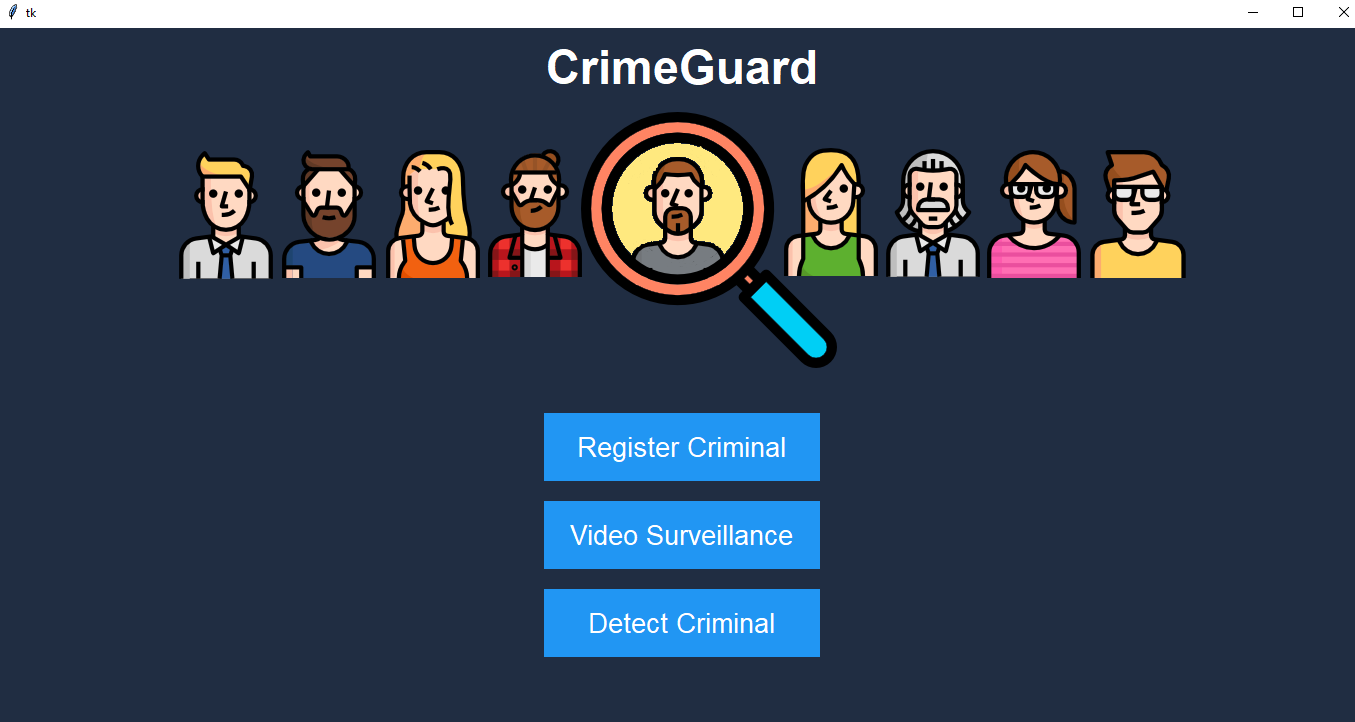 tk
CrimeGuard
Register Criminal
Video Surveillance
Detect Criminal